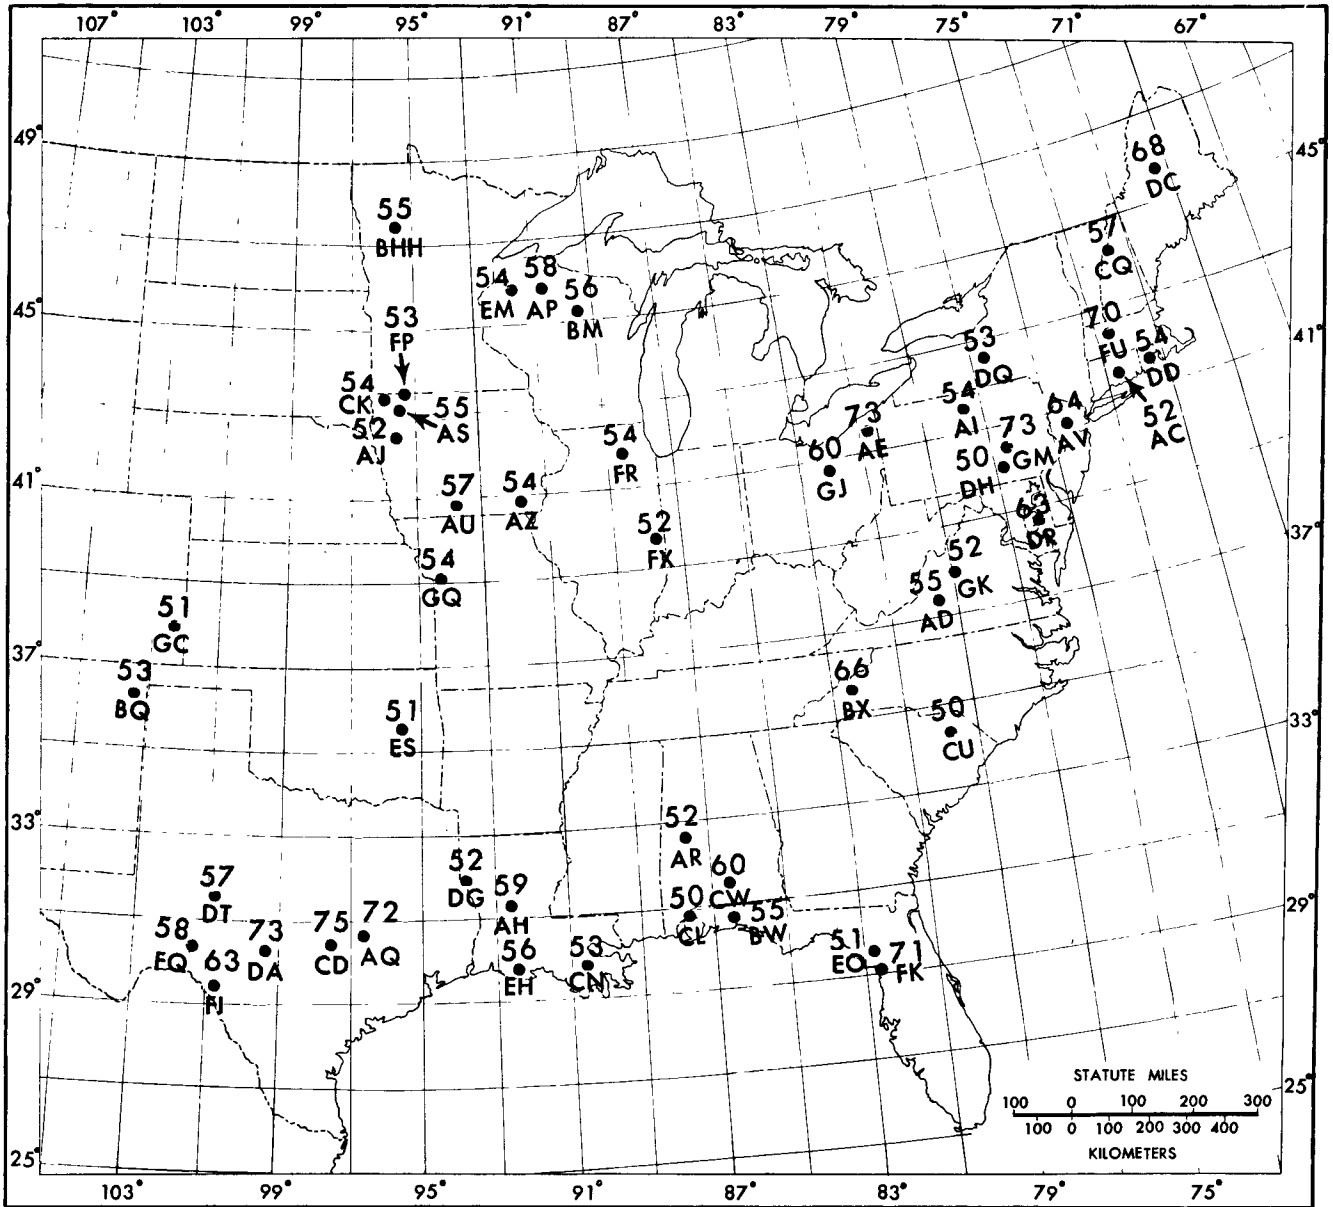 107° 103° 99° 95° 91° 87° 83° 79° 75° 71° 67°
49°
45°
68
DC
55
BHH
57
CQ
54
EM
58
AP
56
BM
45°
53
FP
70
FU
54
DD
41°
53
DQ
54
CK
55
AS
54
AI
64
AV
52
AC
52
AJ
73
AE
73
GM
54
FR
60
GJ
50
DH
41°
57
AU
54
AZ
63
DR
37°
52
FX
52
GK
54
GQ
55
AD
51
GC
37°
53
BQ
66
BX
50
CU
33°
51
ES
33°
52
AR
52
DG
60
CW
57
DT
59
AH
50
CL
55
BW
29°
58
EQ
73
DA
75
CD
72
AQ
51
EO
71
FK
63
FJ
56
EH
53
CN
29°
STATUTE MILES
100 0 100 200 300
100 0 100 200 300 400
KILOMETERS
25°
25°
103° 99° 95° 91° 87° 83° 79° 75°